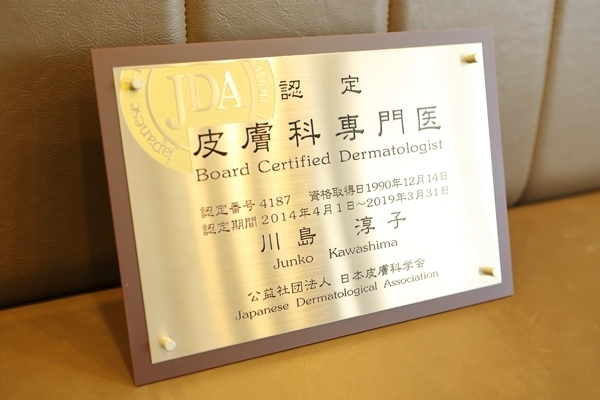 JDA
認定
皮膚科専門医
Board Certified Dermatologist
認定番号 4187 資格取得日1990年12月14日
認定期間 2014年4月1日~2019年3月31日
川島 淳子
Junko Kawashima
公益社団法人 日本皮膚科学会
Japanese Dermatological Association